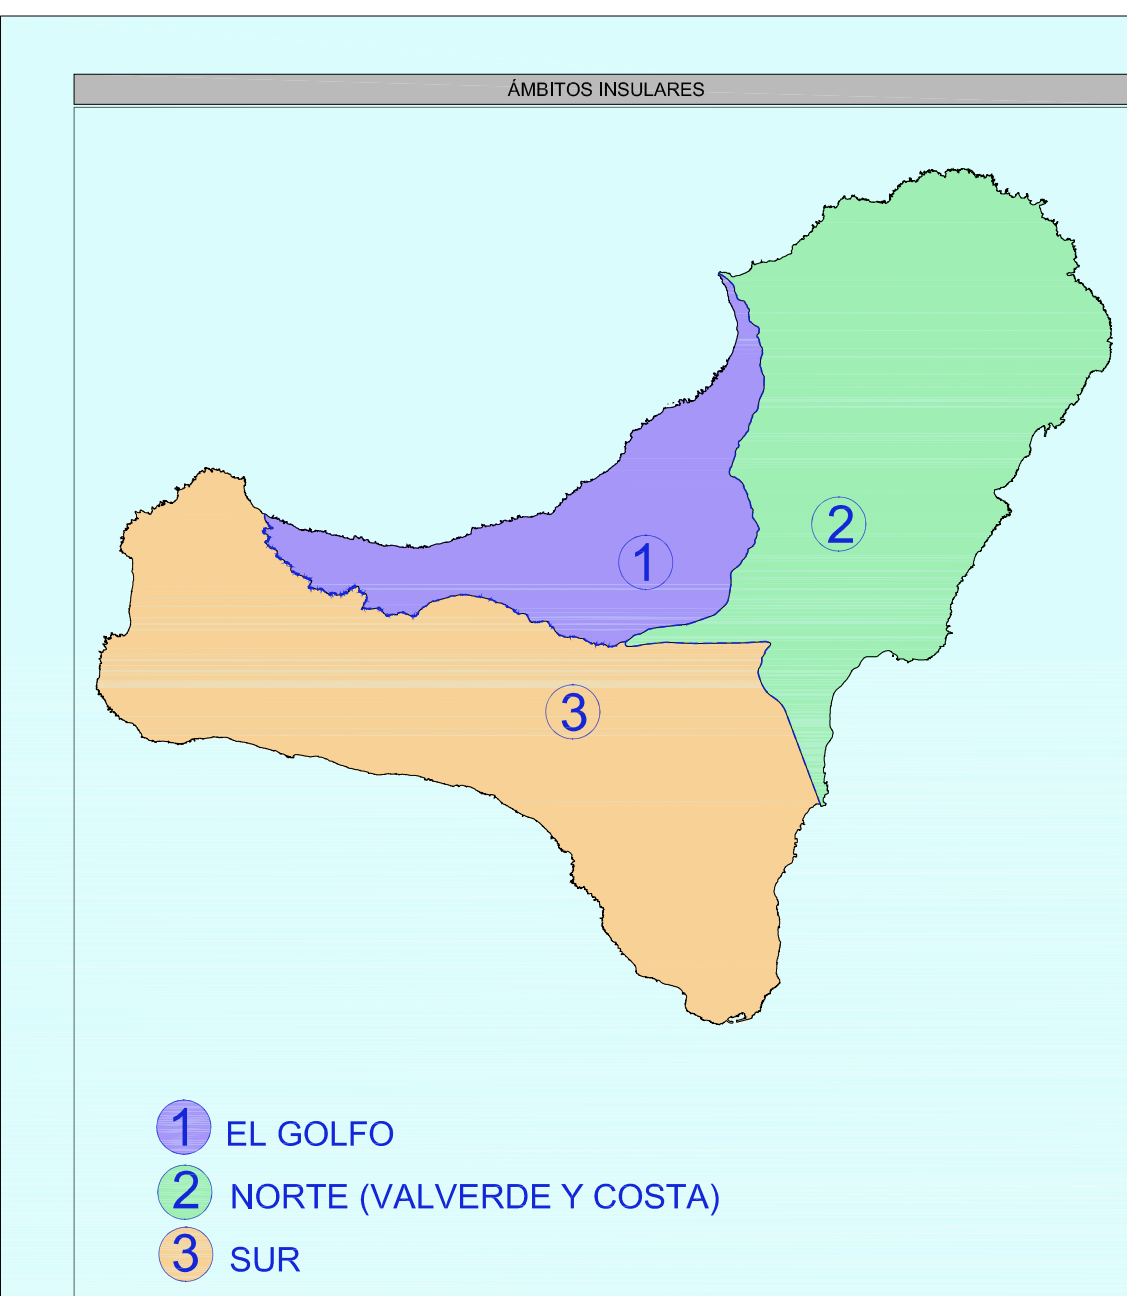 ÁMBITOS INSULARES
1
2
3
1 EL GOLFO
2 NORTE (VALVERDE Y COSTA)
3 SUR